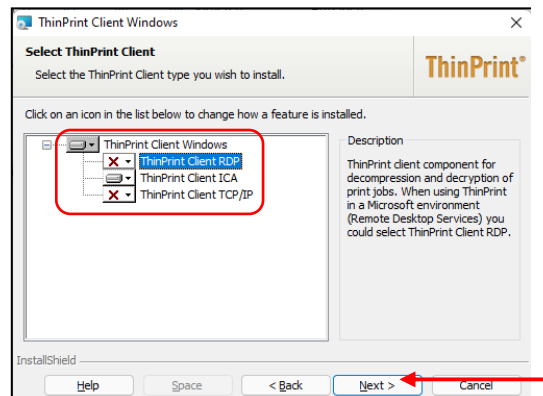 ThinPrint Client Windows
Select ThinPrint Client
Select the ThinPrint Client type you wish to install.
ThinPrint®
Click on an icon in the list below to change how a feature is installed.
ThinPrint Client Windows
ThinPrint Client RDP
ThinPrint Client ICA
ThinPrint Client TCP/IP
Description
ThinPrint client component for
decompression and decryption of
print jobs. When using ThinPrint
in a Microsoft environment
(Remote Desktop Services) you
could select ThinPrint Client RDP.
InstallShield
Help
Space
< Back
Next >
Cancel